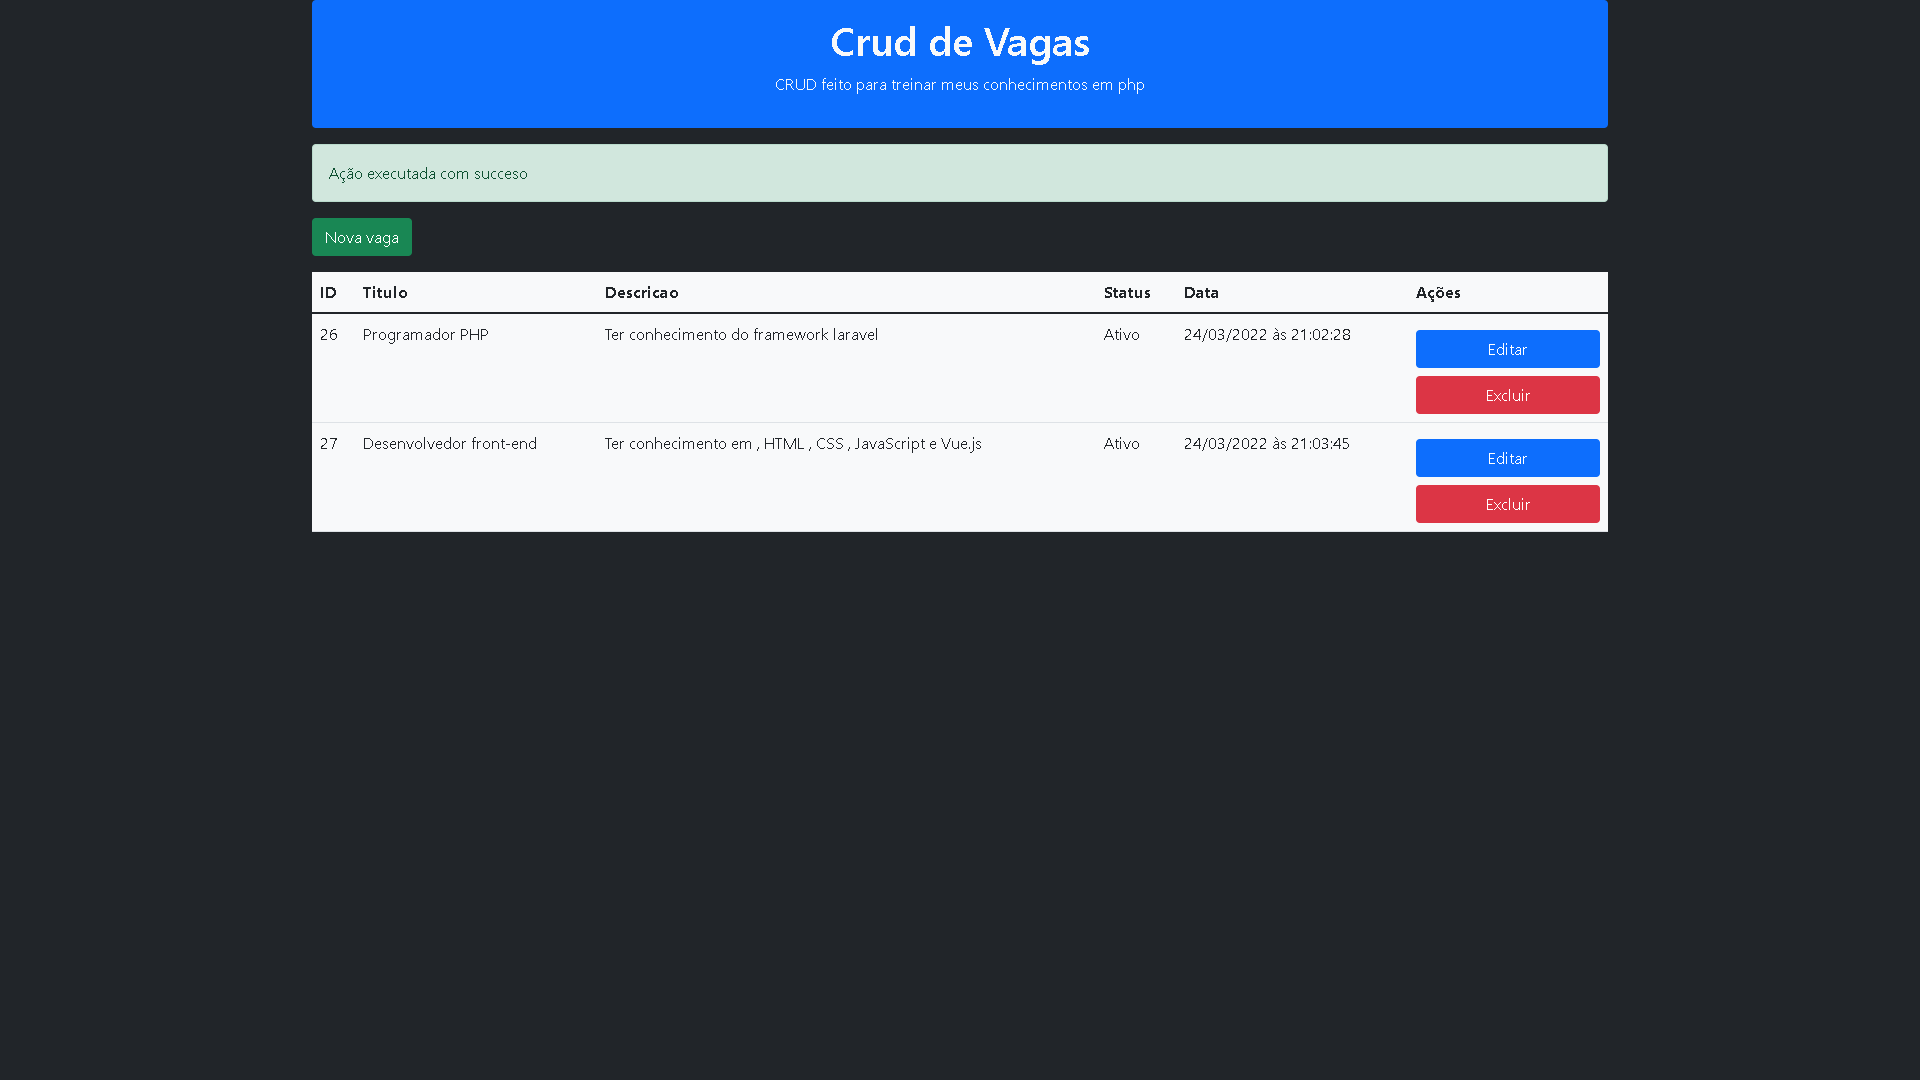 Crud de Vagas
CRUD feito para treinar meus conhecimentos em php
Ação executada com succeso
Nova vaga
ID Titulo Descricao Status Data Ações
26 Programador PHP Ter conhecimento do framework laravel Ativo 24/03/2022 às 21:02:28 Editar
Excluir
27 Desenvolvedor front-end Ter conhecimento em , HTML , CSS , JavaScript e Vue.js Ativo 24/03/2022 às 21:03:45 Editar
Excluir